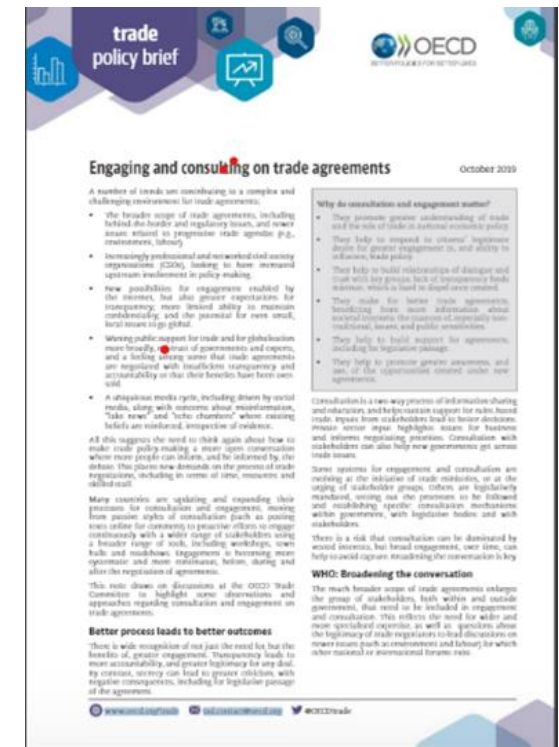 trade
policy brief
OECD
BETTER POLICIES FOR BETTER LIVES
Engaging and consulting on trade agreements
October 2019
A number of trends are contributing to a complex and
challenging environment for trade agreements:
• The broader scope of trade agreements, including
behind-the-border and regulatory issues, and newer
issues related to progressive trade agendas (e.g.,
environment, labour).
• Increasingly professional and networked civil society
organisations (CSOs), looking to have increased
upstream involvement in policy-making.
• New possibilities for engagement enabled by
the internet, but also greater expectations for
transparency, more limited ability to maintain
confidentiality, and the potential for even small,
local issues to go global.
• Waning public support for trade and for globalisation
more broadly, of governments and experts,
and a feeling among some that trade agreements
are negotiated with insufficient transparency and
accountability or that their benefits have been over-
sold.
• A ubiquitous media cycle, including driven by social
media, along with concerns about misinformation,
"fake news" and "echo chambers" where existing
beliefs are reinforced, irrespective of evidence.
All this suggests the need to think again about how to
make trade policy-making a more open conversation
where more people can inform, and be informed by, the
debate. This places new demands on the process of trade
negotiations, including in terms of time, resources and
skilled staff.
Many countries are updating and expanding their
processes for consultation and engagement, moving
from passive styles of consultation (such as posting
texts online for comments) to proactive efforts to engage
continuously with a wider range of stakeholders using
a broader range of tools, including workshops, town
halls and roadshows. Engagement is becoming more
systematic and more continuous, before, during and
after the negotiation of agreements.
This note draws on discussions at the OECD Trade
Committee to highlight some observations and
approaches regarding consultation and engagement on
trade agreements.
Better process leads to better outcomes
There is wide recognition of not just the need for, but the
benefits of, greater engagement. Transparency leads to
more accountability, and greater legitimacy for any deal.
By contrast, secrecy can lead to greater criticism, with
negative consequences, including for legislative passage
of the agreement.
Why do consultation and engagement matter?
• They promote greater understanding of trade
and the role of trade in national economic policy.
• They help to respond to citizens' legitimate
desire for greater engagement in, and ability to
influence, trade policy.
• They help to build relationships of dialogue and
trust with key groups; lack of transparency feeds
mistrust, which is hard to dispel once created.
• They make for better trade agreements,
benefitting from more information about
societal interests, the nuances of, especially non-
traditional, issues, and public sensitivities.
• They help to build support for agreements,
including for legislative passage.
• They help to promote greater awareness, and
use, of the opportunities created under new
agreements.
Consultation is a two-way process of information sharing
and education, and helps sustain support for rules-based
trade. Inputs from stakeholders lead to better decisions.
Private sector input highlights issues for business
and informs negotiating priorities. Consultation with
stakeholders can also help new governments get across
trade issues.
Some systems for engagement and consultation are
evolving at the initiative of trade ministries, or at the
urging of stakeholder groups. Others are legislatively
mandated, setting out the processes to be followed
and establishing specific consultation mechanisms
within government, with legislative bodies and with
stakeholders.
There is a risk that consultation can be dominated by
vested interests, but broad engagement, over time, can
help to avoid capture. Broadening the conversation is key.
WHO: Broadening the conversation
The much broader scope of trade agreements enlarges
the group of stakeholders, both within and outside
government, that need to be included in engagement
and consultation. This reflects the need for wider and
more specialised expertise, as well as questions about
the legitimacy of trade negotiators to lead discussions on
newer issues (such as environment and labour) for which
other national or international forums exist.
www.oecd.org/trade
tad.contact@oecd.org
@OECDtrade